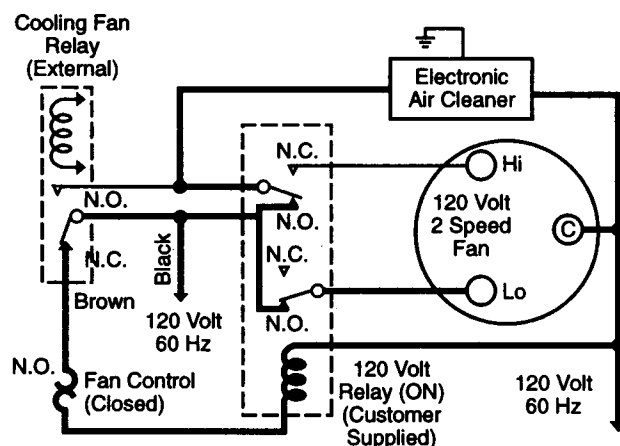 Cooling Fan
Relay
(External)
Electronic
Air Cleaner
N.C.
Hi
N.O.
N.O.
120 Volt
2 Speed
Fan
C
N.C.
N.C.
Black
Lo
Brown
120 Volt
60 Hz
N.O.
N.O.
Fan Control
(Closed)
120 Volt
Relay (ON)
(Customer
Supplied)
120 Volt
60 Hz